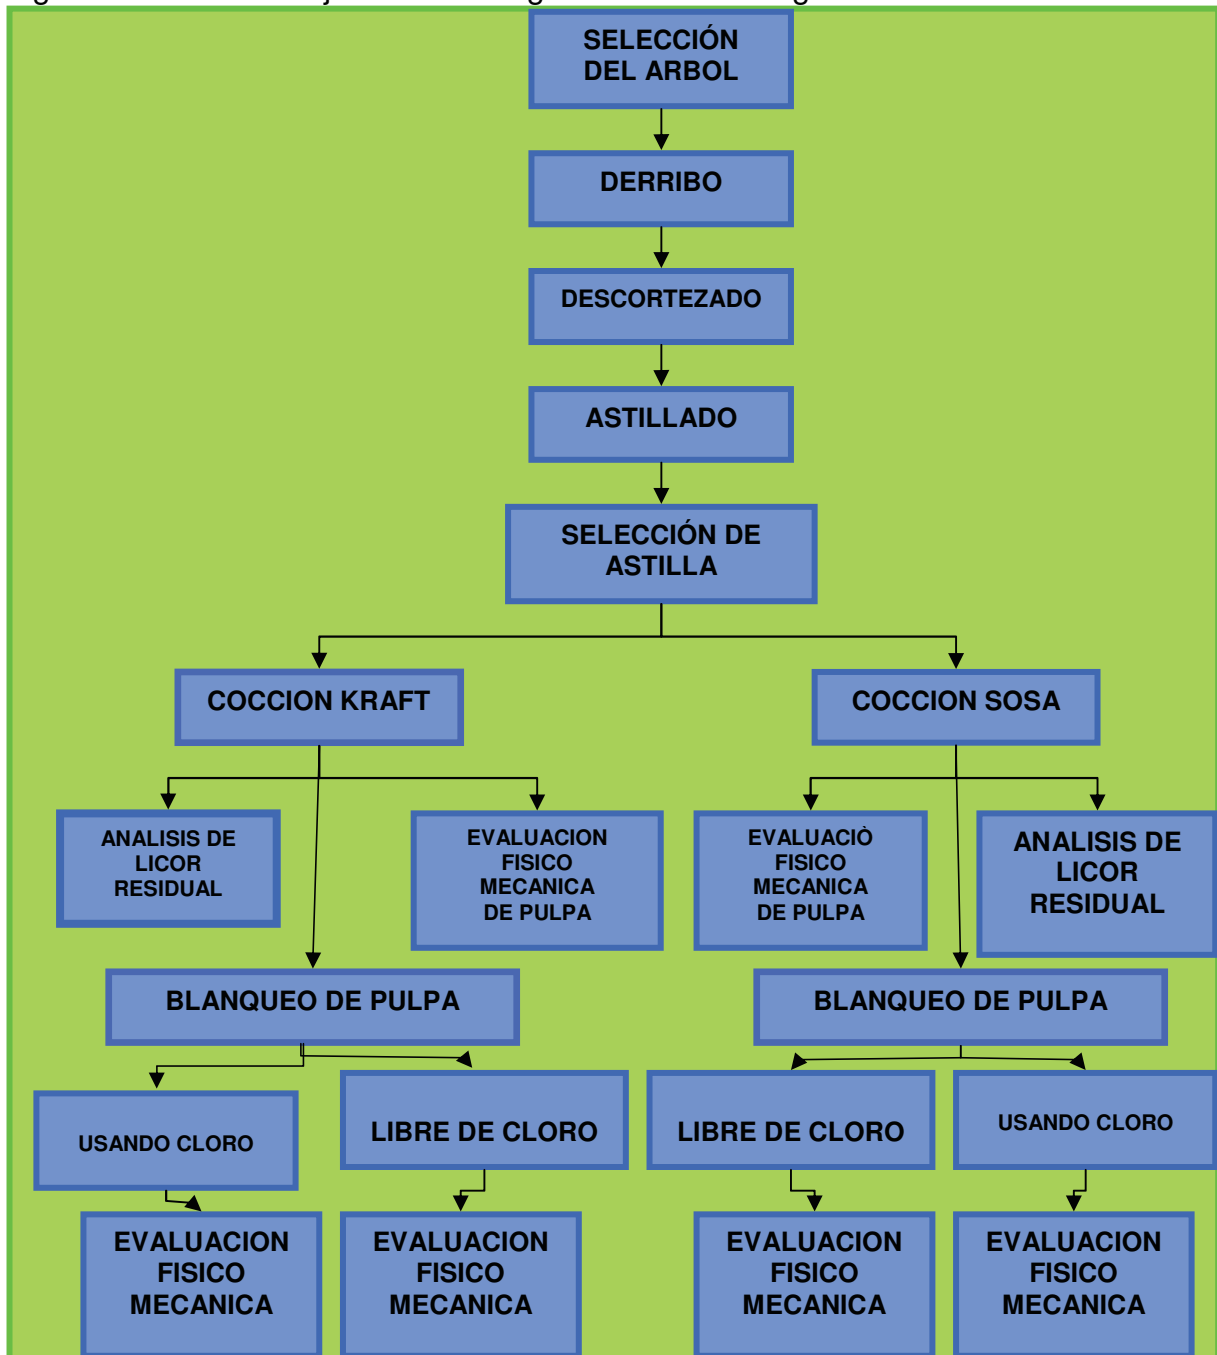 SELECCIÓN
DEL ARBOL
DERRIBO
DESCORTEZADO
ASTILLADO
SELECCIÓN DE
ASTILLA
COCCION KRAFT
COCCION SOSA
ANALISIS DE
LICOR
RESIDUAL
EVALUACION
FISICO
MECANICA
DE PULPA
EVALUACIÒ
FISICO
MECANICA
DE PULPA
ANALISIS DE
LICOR
RESIDUAL
BLANQUEO DE PULPA
BLANQUEO DE PULPA
USANDO CLORO
LIBRE DE CLORO
LIBRE DE CLORO
USANDO CLORO
EVALUACION
FISICO
MECANICA
EVALUACION
FISICO
MECANICA
EVALUACION
FISICO
MECANICA
EVALUACION
FISICO
MECANICA